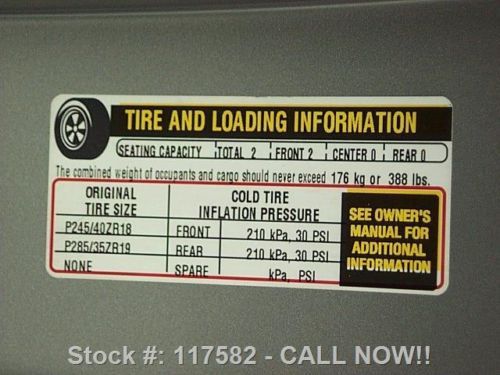 TIRE AND LOADING INFORMATION
SEATING CAPACITY TOTAL 2 FRONT 2 CENTER 0 REAR 0
The combined weight of occupants and cargo should never exceed 176 kg or 388 lbs.
ORIGINAL TIRE SIZE COLD TIRE INFLATION PRESSURE
P245/40ZR18 FRONT 210 kPa, 30 PSI
P285/35ZR19 REAR 210 kPa, 30 PSI
NONE SPARE kPa, PSI
SEE OWNER'S
MANUAL FOR
ADDITIONAL
INFORMATION
Stock #: 117582 - CALL NOW!!